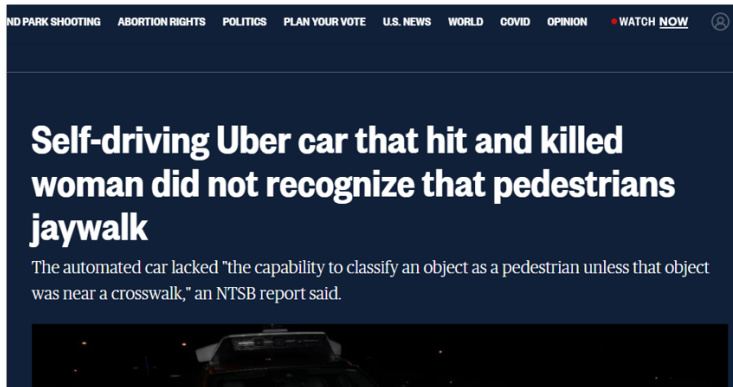 ND PARK SHOOTING ABORTION RIGHTS POLITICS PLAN YOUR VOTE U.S. NEWS WORLD COVID OPINION WATCH NOW
Self-driving Uber car that hit and killed
woman did not recognize that pedestrians
jaywalk
The automated car lacked "the capability to classify an object as a pedestrian unless that object
was near a crosswalk," an NTSB report said.